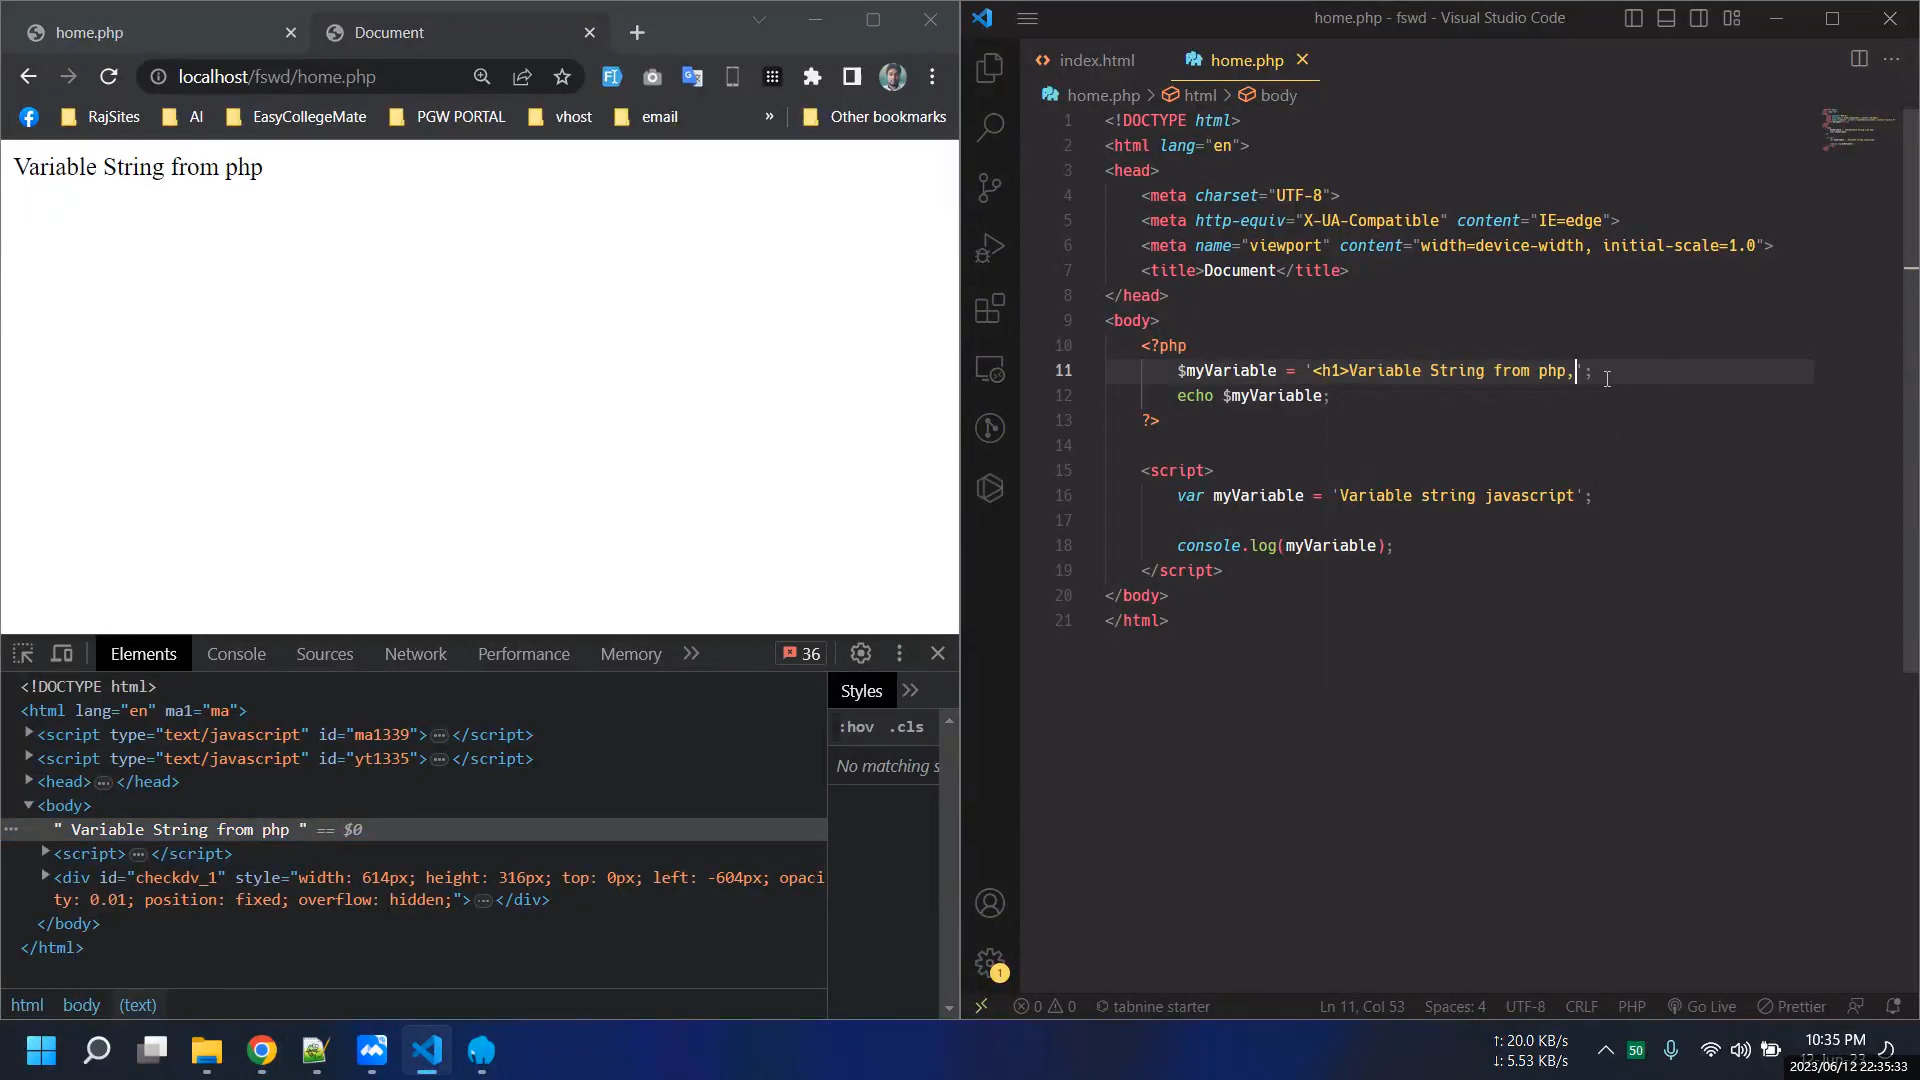 home.php
Document
localhost/fswd/home.php
RajSites
AI
EasyCollegeMate
PGW PORTAL
vhost
email
»
Other bookmarks
Variable String from php
Elements
Console
Sources
Network
Performance
Memory
36
<!DOCTYPE html>
<html lang="en" ma1="ma">
<script type="text/javascript" id="ma1339">…</script>
<script type="text/javascript" id="yt1335">…</script>
<head>…</head>
<body>
" Variable String from php " == $0
<script>…</script>
<div id="checkdv_1" style="width: 614px; height: 316px; top: 0px; left: -604px; opaci
ty: 0.01; position: fixed; overflow: hidden;">…</div>
</body>
</html>
html body (text)
Styles
:hov .cls
No matching s
home.php - fswd - Visual Studio Code
index.html
home.php
home.php > html > body
1 <!DOCTYPE html>
2 <html lang="en">
3 <head>
4 <meta charset="UTF-8">
5 <meta http-equiv="X-UA-Compatible" content="IE=edge">
6 <meta name="viewport" content="width=device-width, initial-scale=1.0">
7 <title>Document</title>
8 </head>
9 <body>
10 <?php
11 $myVariable = '<h1>Variable String from php,';
12 echo $myVariable;
13 ?>
14
15 <script>
16 var myVariable = 'Variable string javascript';
17
18 console.log(myVariable);
19 </script>
20 </body>
21 </html>
1
0 0
tabnine starter
Ln 11, Col 53
Spaces: 4
UTF-8
CRLF
PHP
Go Live
Prettier
↑: 20.0 KB/s
↓: 5.53 KB/s
50
10:35 PM
12-Jun-23
2023/06/12 22:35:33